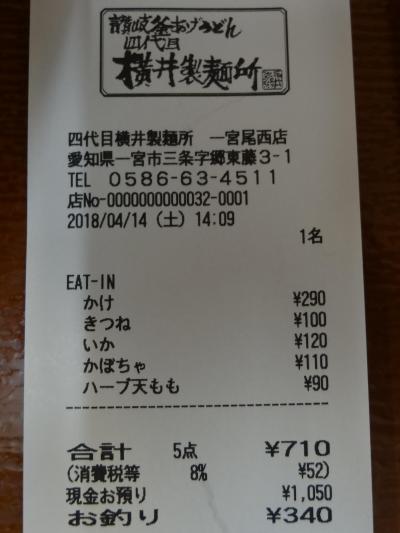 讃岐釜あげうどん
四代目
横井製麺所
四代目横井製麺所 一宮尾西店
愛知県一宮市三条字郷東藤3-1
TEL 0586-63-4511
店No-0000000000032-0001
2018/04/14 (土) 14:09
1名
EAT-IN
かけ ¥290
きつね ¥100
いか ¥120
かぼちゃ ¥110
ハーブ天もも ¥90
合計 5点 ¥710
(消費税等 8% ¥52)
現金お預り ¥1,050
お釣り ¥340